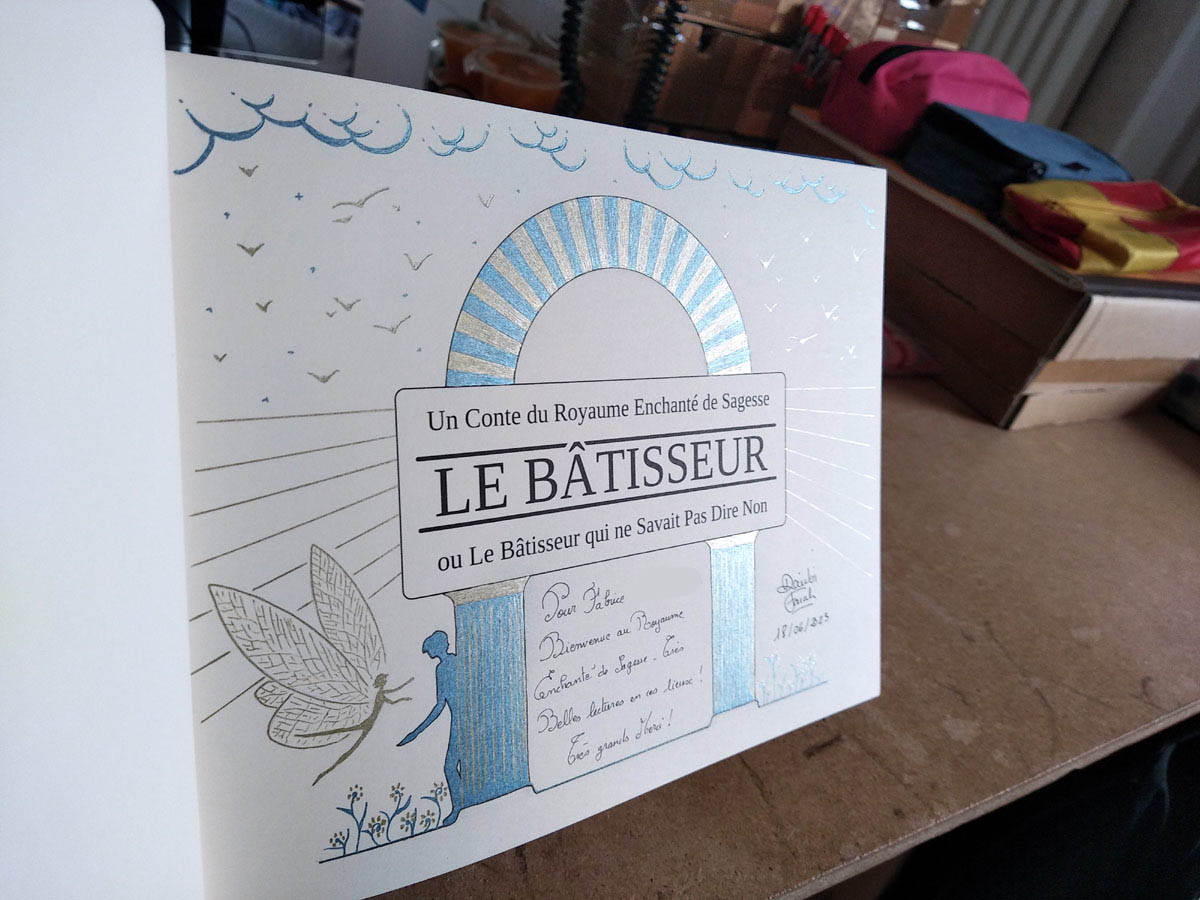 Un Conte du Royaume Enchanté de Sagesse
LE BÂTISSEUR
ou Le Bâtisseur qui ne Savait Pas Dire Non
Pour Fabrice
Bienvenue au Royaume
Enchanté de Sagesse. Très
Belles lectures en ces lieux !
Très grands Merci !
18/06/2023